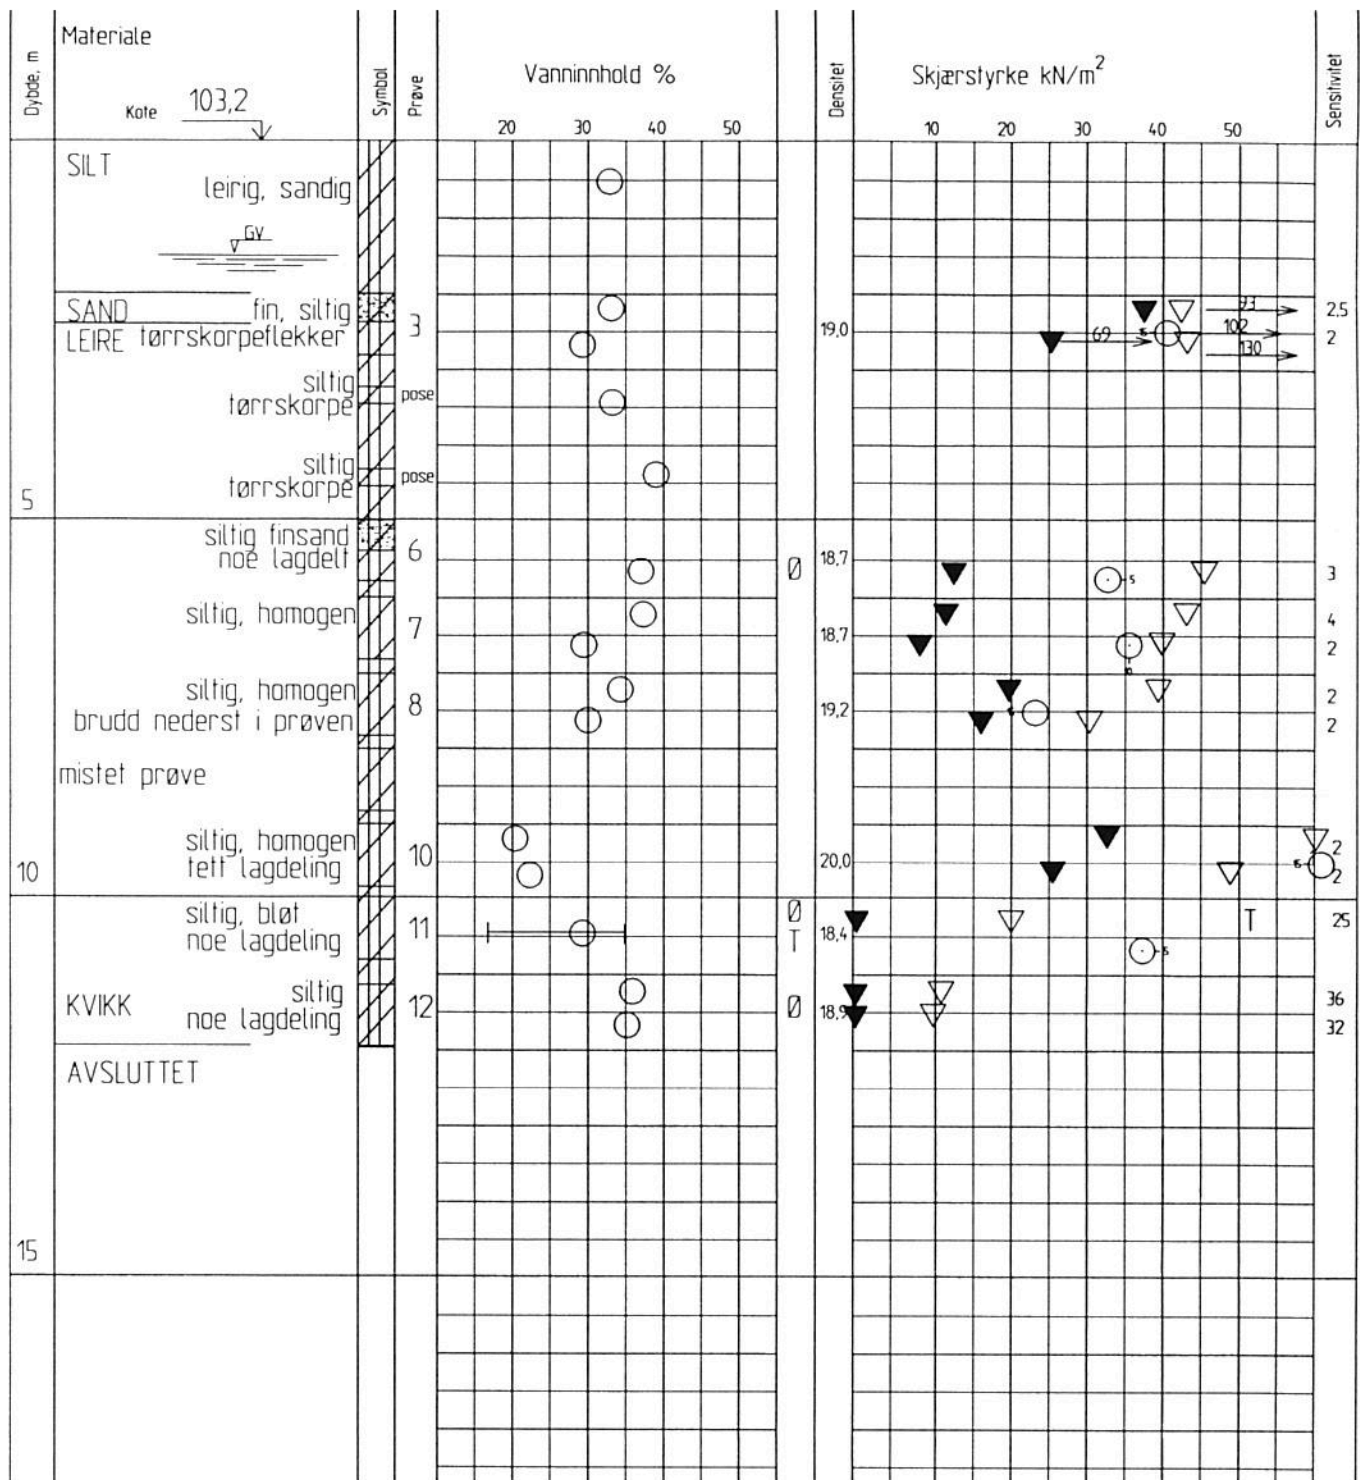 Materiale
Dybde, m
Kote 103,2
Symbol
Prøve
Vanninnhold %
20 30 40 50
Densitet
Skjærstyrke kN/m²
10 20 30 40 50
Sensitivitet
SILT
leirig, sandig
GV
SAND fin, siltig
LEIRE tørrskorpeflekker
3
19,0
93
102
69
130
2.5
2
siltig
tørrskorpe
pose
siltig
tørrskorpe
pose
5
siltig finsand
noe lagdelt
6
Ø
18.7
5
3
siltig, homogen
7
18.7
4
2
siltig, homogen
brudd nederst i prøven
8
19,2
2
2
mistet prøve
siltig, homogen
tett lagdeling
10
20,0
15
2
2
10
siltig, bløt
noe lagdeling
11
Ø
T
18.4
T
5
25
KVIKK
siltig
noe lagdeling
12
Ø
18.9
36
32
AVSLUTTET
15